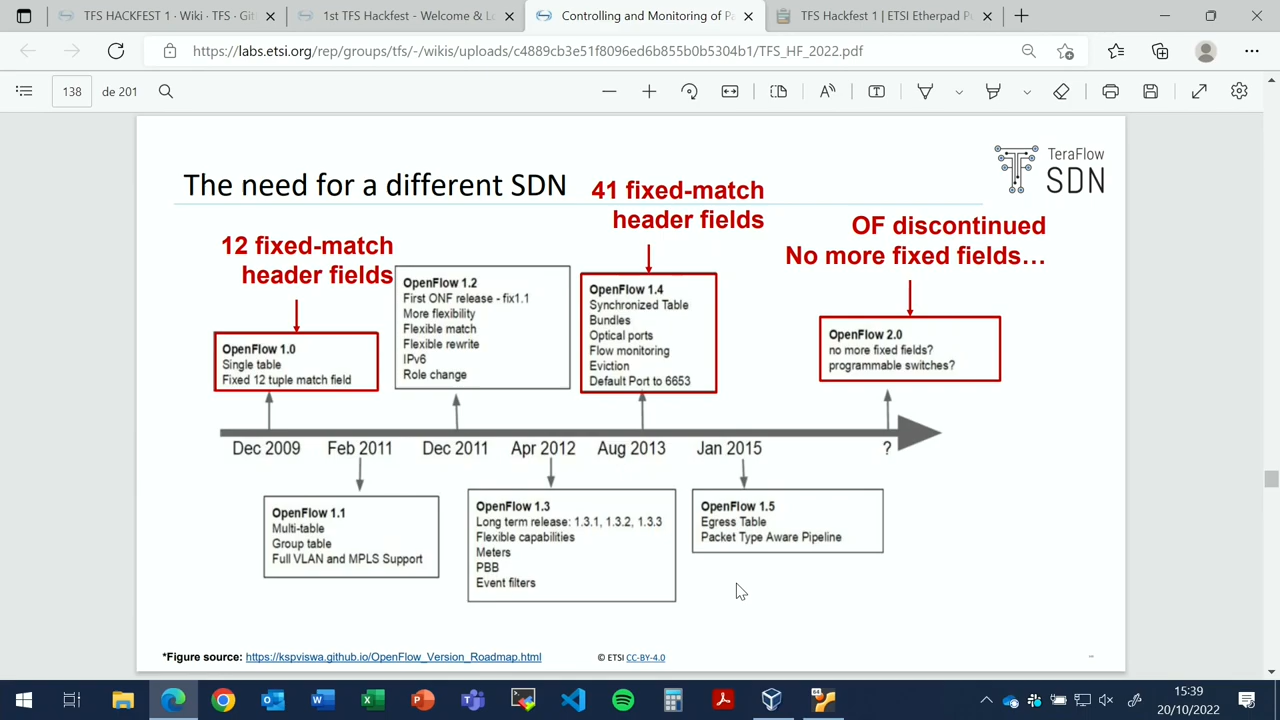 TFS HACKFEST 1 - Wiki - TFS - Git
1st TFS Hackfest - Welcome & Lo
Controlling and Monitoring of Pa
TFS Hackfest 1 | ETSI Etherpad Po
https://labs.etsi.org/rep/groups/tfs/-/wikis/uploads/c4889cb3e51f8096ed6b855b0b5304b1/TFS_HF_2022.pdf
138 de 201
The need for a different SDN
TeraFlow
SDN
12 fixed-match
header fields
41 fixed-match
header fields
OF discontinued
No more fixed fields…
OpenFlow 1.0
Single table
Fixed 12 tuple match field
OpenFlow 1.2
First ONF release - fix1.1
More flexibility
Flexible match
Flexible rewrite
IPv6
Role change
OpenFlow 1.4
Synchronized Table
Bundles
Optical ports
Flow monitoring
Eviction
Default Port to 6653
OpenFlow 2.0
no more fixed fields?
programmable switches?
Dec 2009 Feb 2011 Dec 2011 Apr 2012 Aug 2013 Jan 2015 ?
OpenFlow 1.1
Multi-table
Group table
Full VLAN and MPLS Support
OpenFlow 1.3
Long term release: 1.3.1, 1.3.2, 1.3.3
Flexible capabilities
Meters
PBB
Event filters
OpenFlow 1.5
Egress Table
Packet Type Aware Pipeline
*Figure source: https://kspviswa.github.io/OpenFlow_Version_Roadmap.html
© ETSI CC-BY-4.0
15:39
20/10/2022